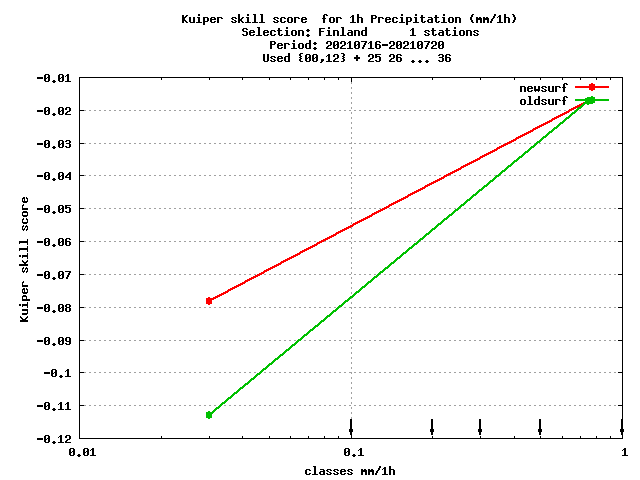 Kuiper skill score  for 1h Precipitation (mm/1h)
Selection: Finland      1 stations
Period: 20210716-20210720
Used {00,12} + 25 26 ... 36
newsurf
oldsurf
-0.01
-0.02
-0.03
-0.04
-0.05
-0.06
-0.07
-0.08
-0.09
-0.1
-0.11
-0.12
Kuiper skill score
0.01
0.1
1
classes mm/1h